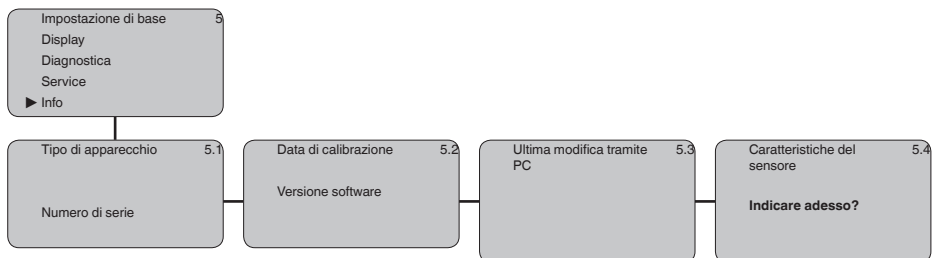 Impostazione di base 5
Display
Diagnostica
Service
▶ Info
Tipo di apparecchio 5.1
Numero di serie
Data di calibrazione 5.2
Versione software
Ultima modifica tramite 5.3
PC
Caratteristiche del 5.4
sensore
Indicare adesso?